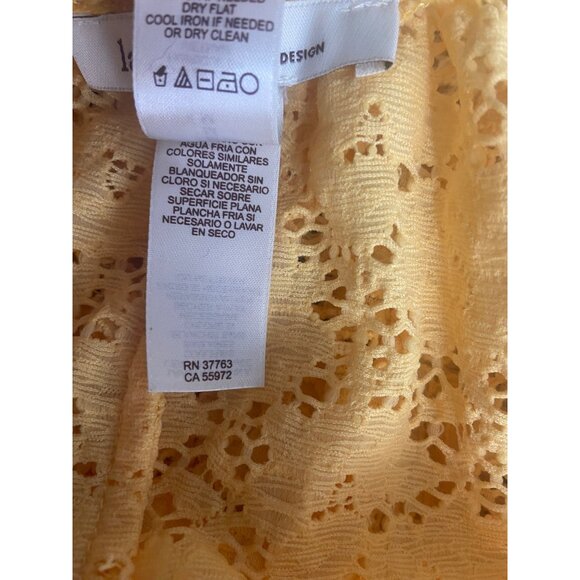 DRY FLAT
COOL IRON IF NEEDED
OR DRY CLEAN
DESIGN
AGUA FRIA CON
COLORES SIMILARES
SOLAMENTE
BLANQUEADOR SIN
CLORO SI NECESARIO
SECAR SOBRE
SUPERFICIE PLANA
PLANCHA FRIA SI
NECESARIO O LAVAR
EN SECO
RN 37763
CA 55972